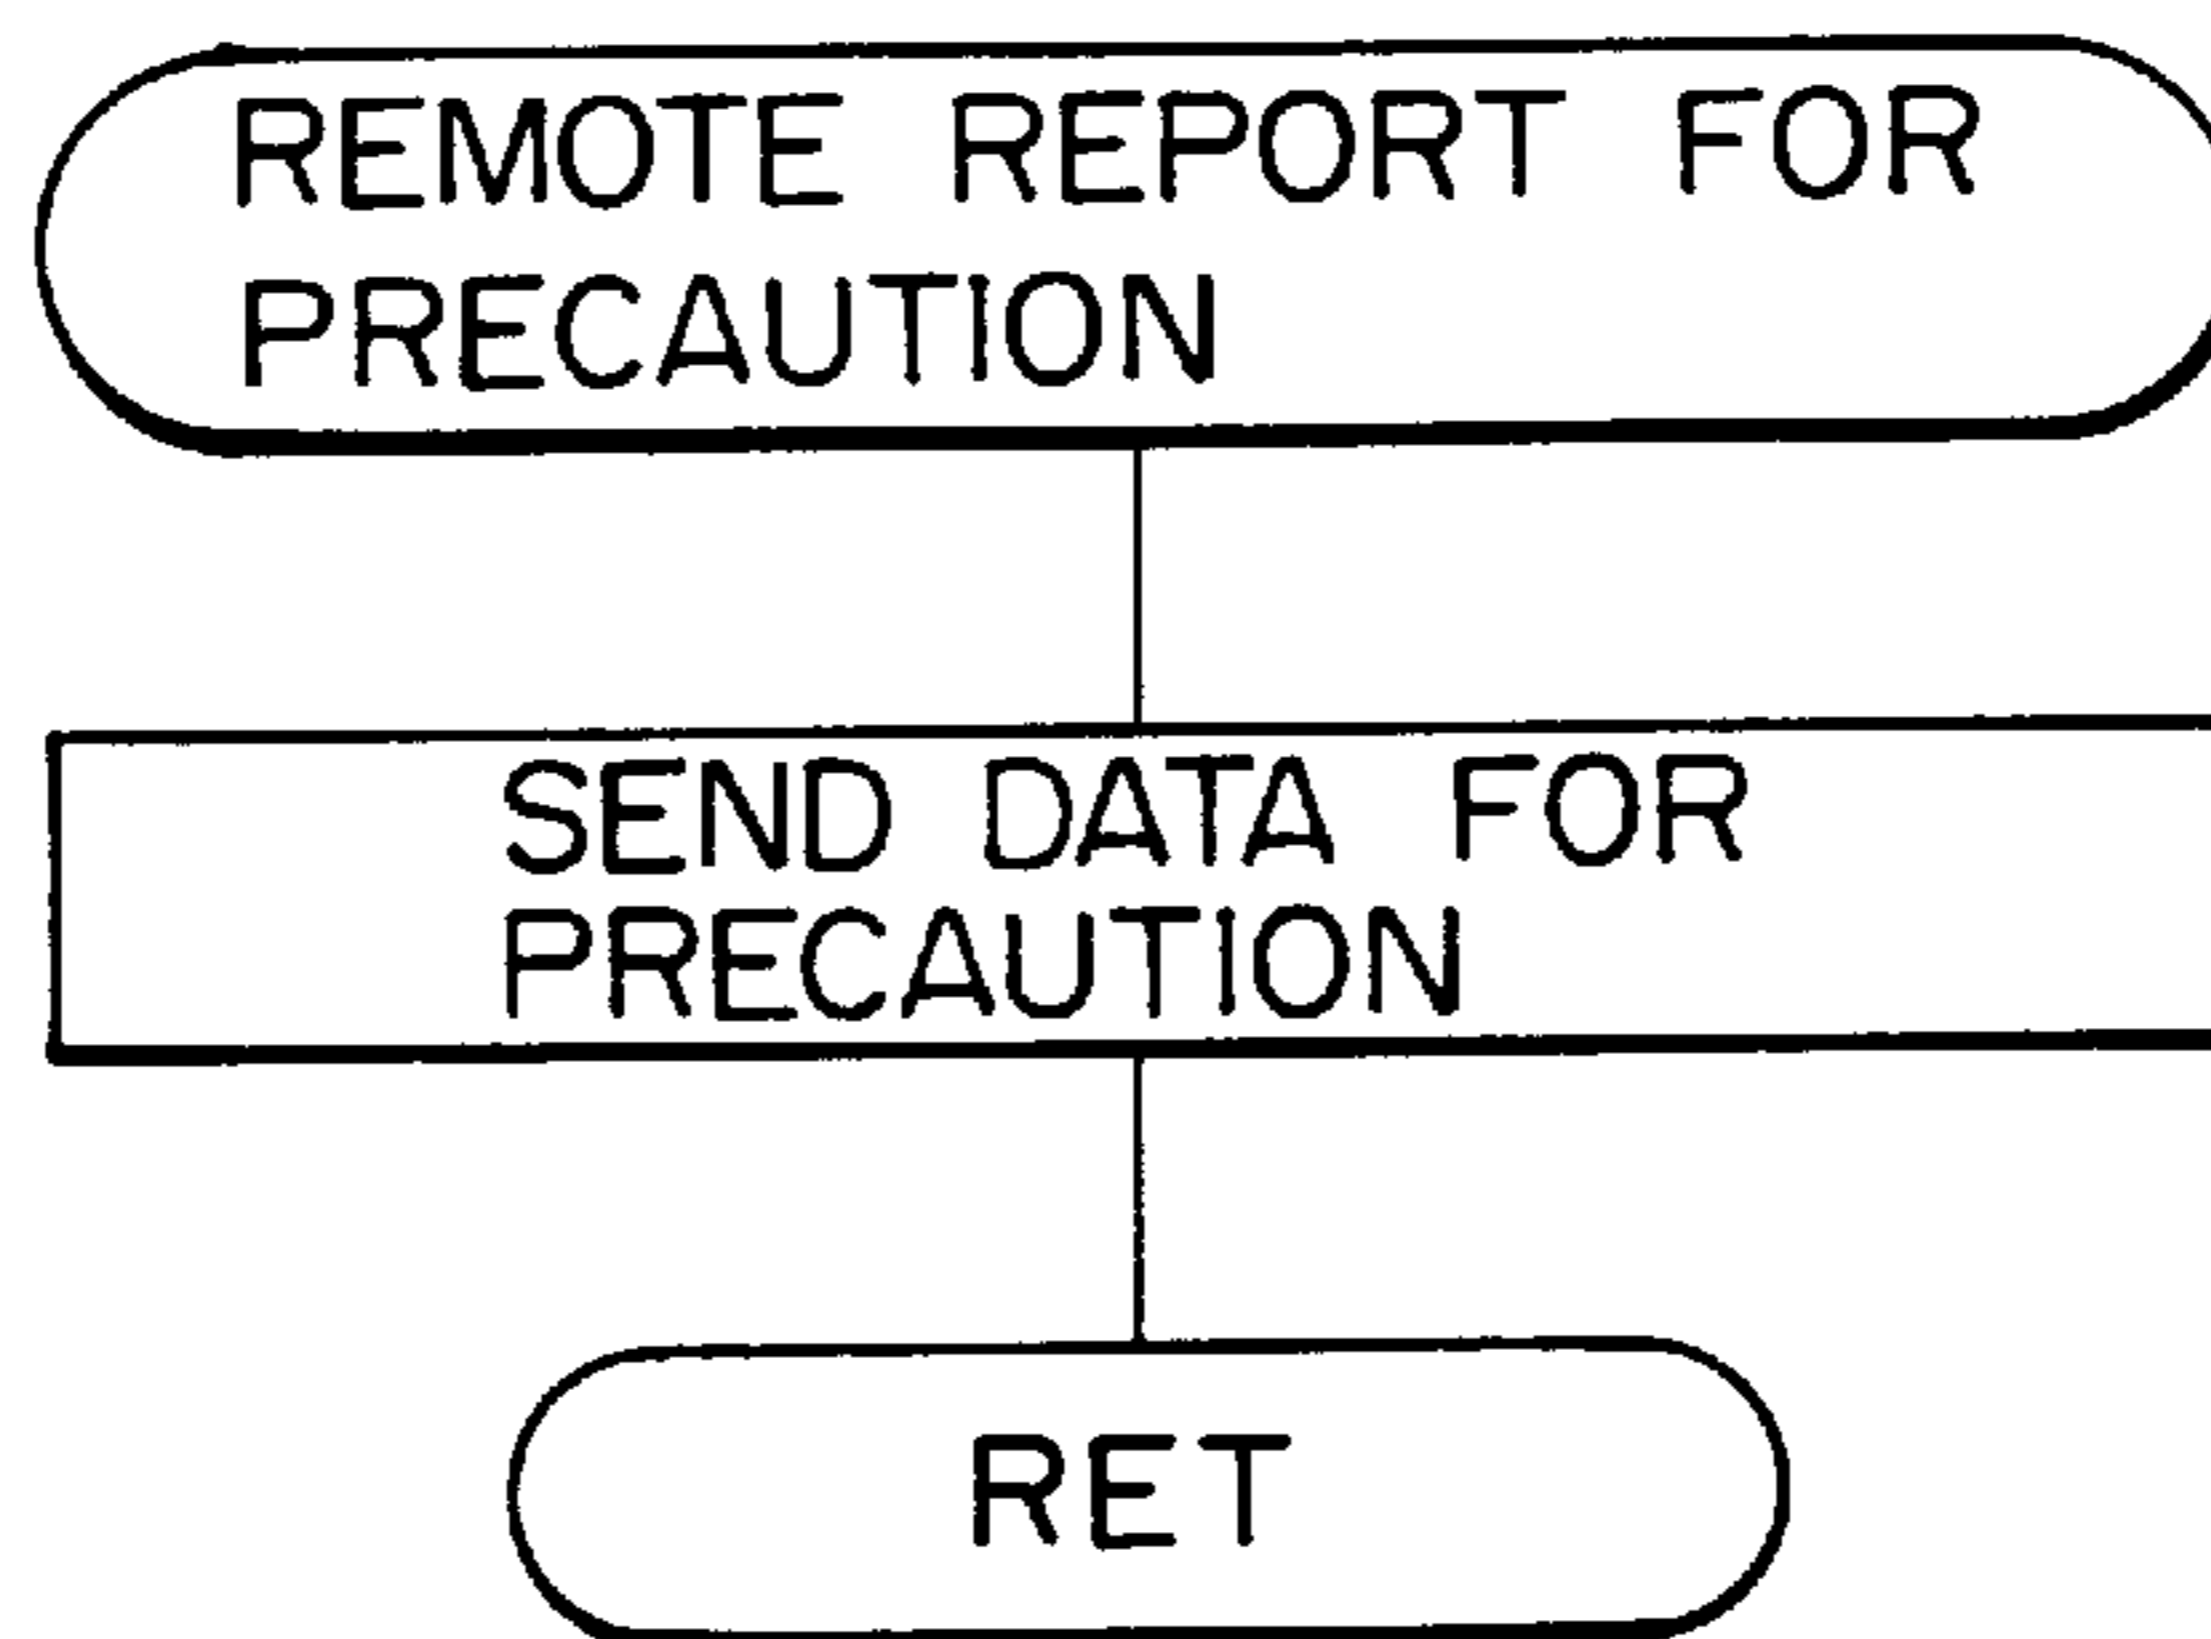 REMOTE REPORT FOR
PRECAUTION
SEND DATA FOR
PRECAUTION
RET